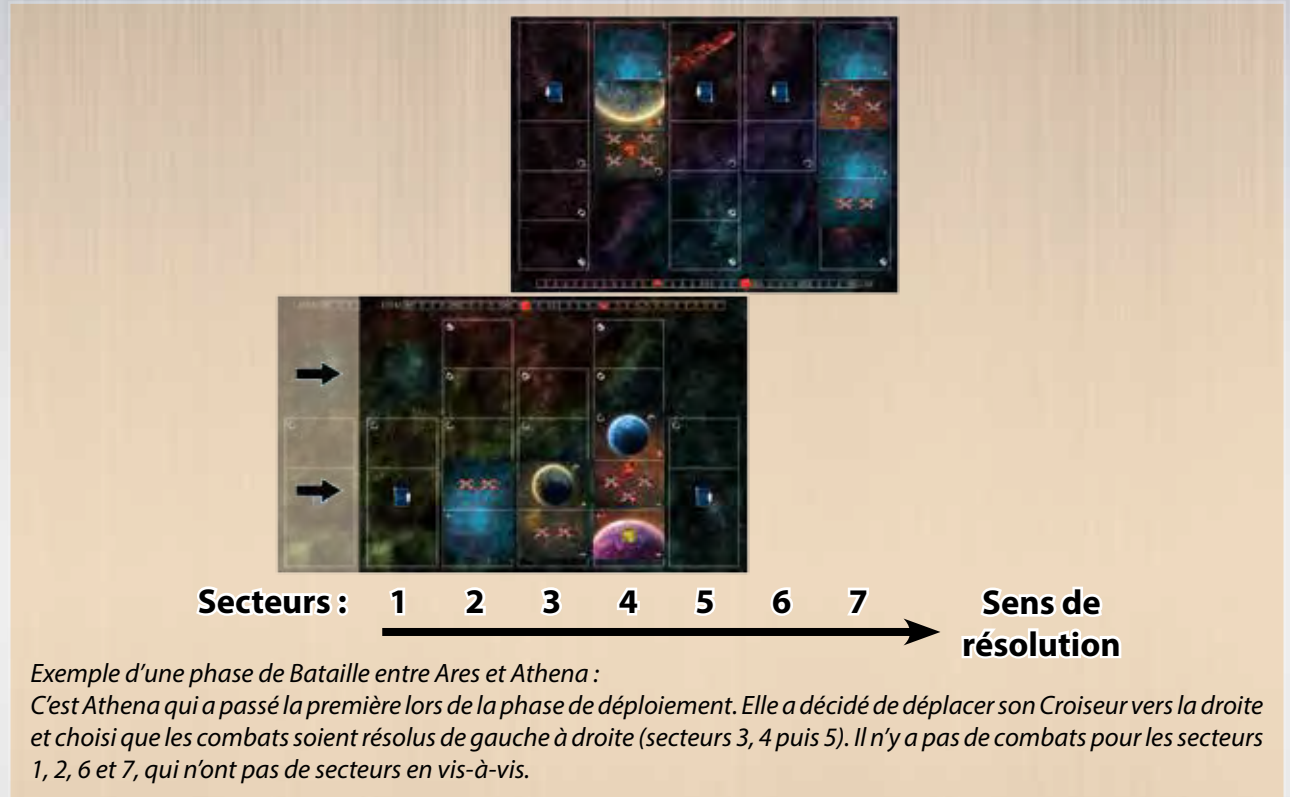 Secteurs : 1 2 3 4 5 6 7 Sens de
résolution
Exemple d'une phase de Bataille entre Ares et Athena :
C'est Athena qui a passé la première lors de la phase de déploiement. Elle a décidé de déplacer son Croiseur vers la droite
et choisi que les combats soient résolus de gauche à droite (secteurs 3, 4 puis 5). Il n'y a pas de combats pour les secteurs
1, 2, 6 et 7, qui n'ont pas de secteurs en vis-à-vis.